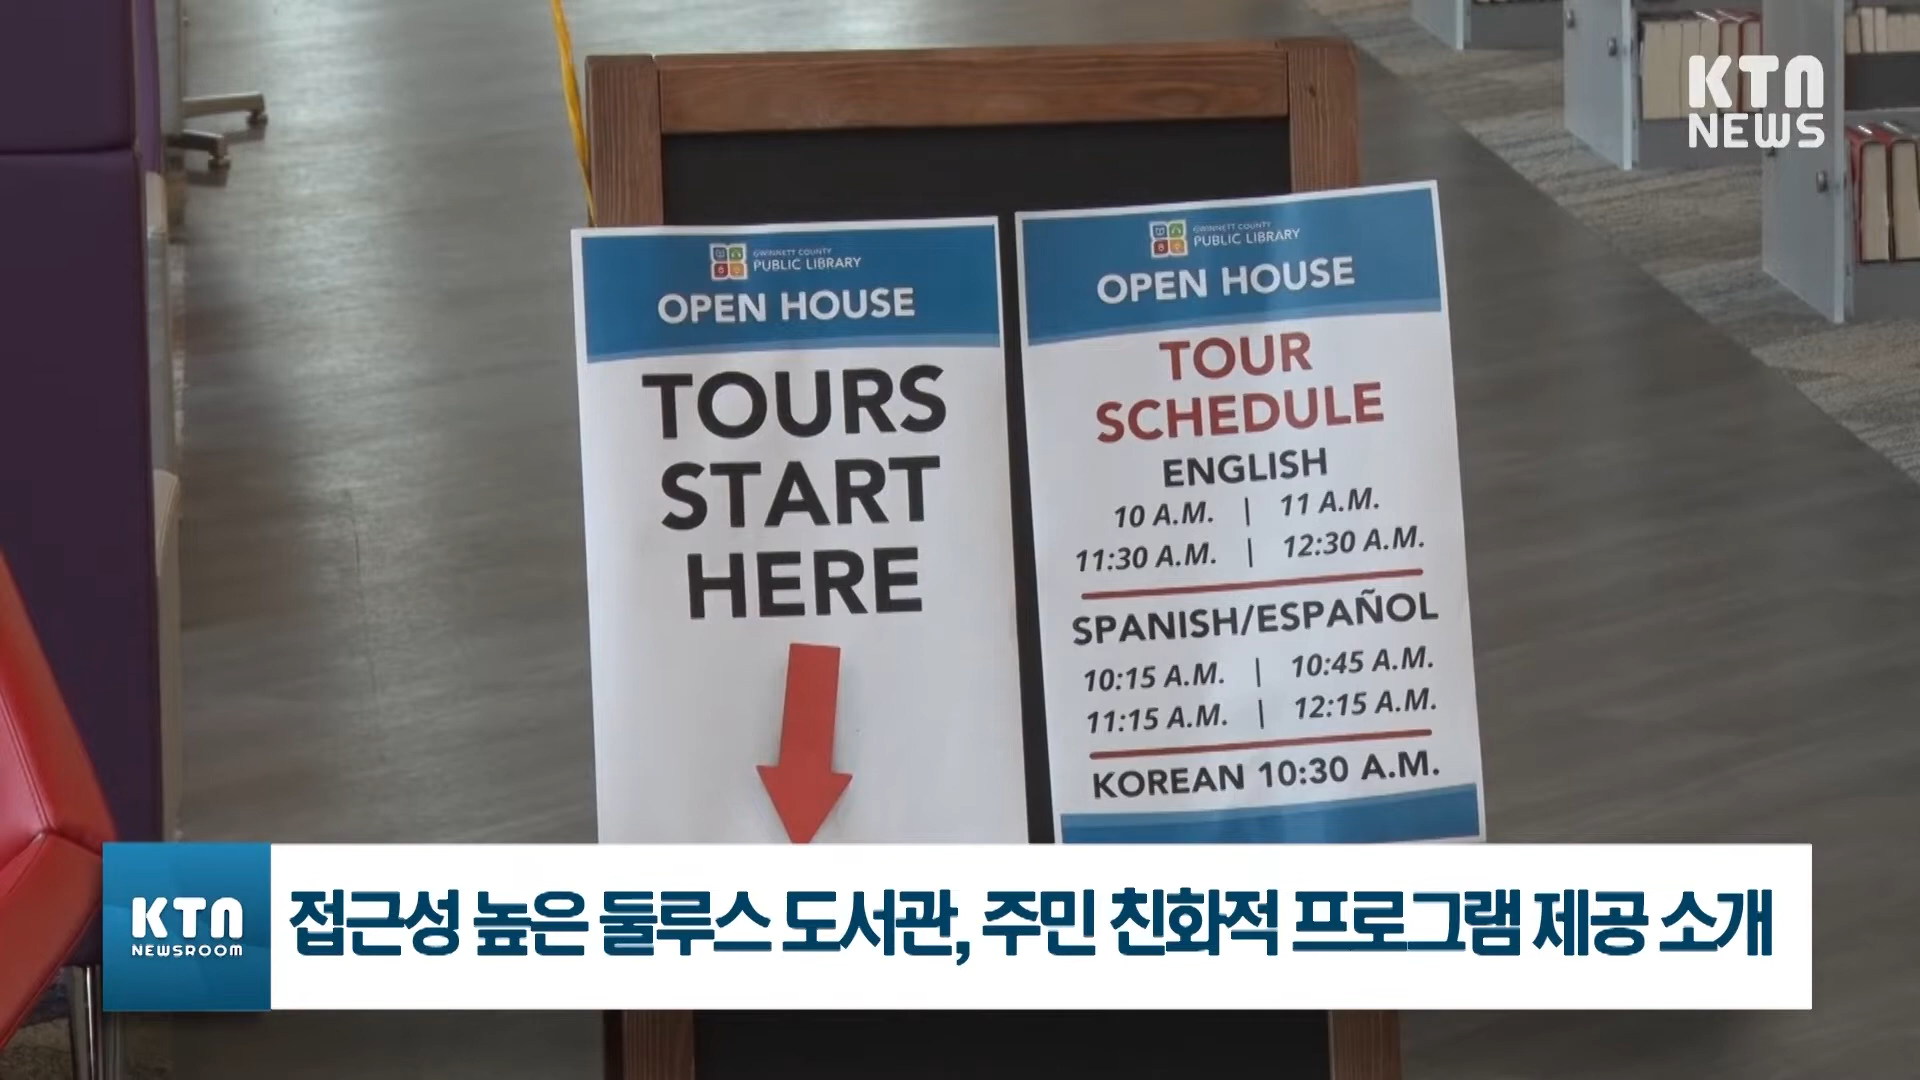 KTN
NEWS
GWINNETT COUNTY
PUBLIC LIBRARY
OPEN HOUSE
TOURS
START
HERE
GWINNETT COUNTY
PUBLIC LIBRARY
OPEN HOUSE
TOUR
SCHEDULE
ENGLISH
10 A.M. | 11 A.M.
11:30 A.M. | 12:30 A.M.
SPANISH/ESPAÑOL
10:15 A.M. | 10:45 A.M.
11:15 A.M. | 12:15 A.M.
KOREAN 10:30 A.M.
KTN
NEWSROOM
접근성 높은 둘루스 도서관, 주민 친화적 프로그램 제공 소개